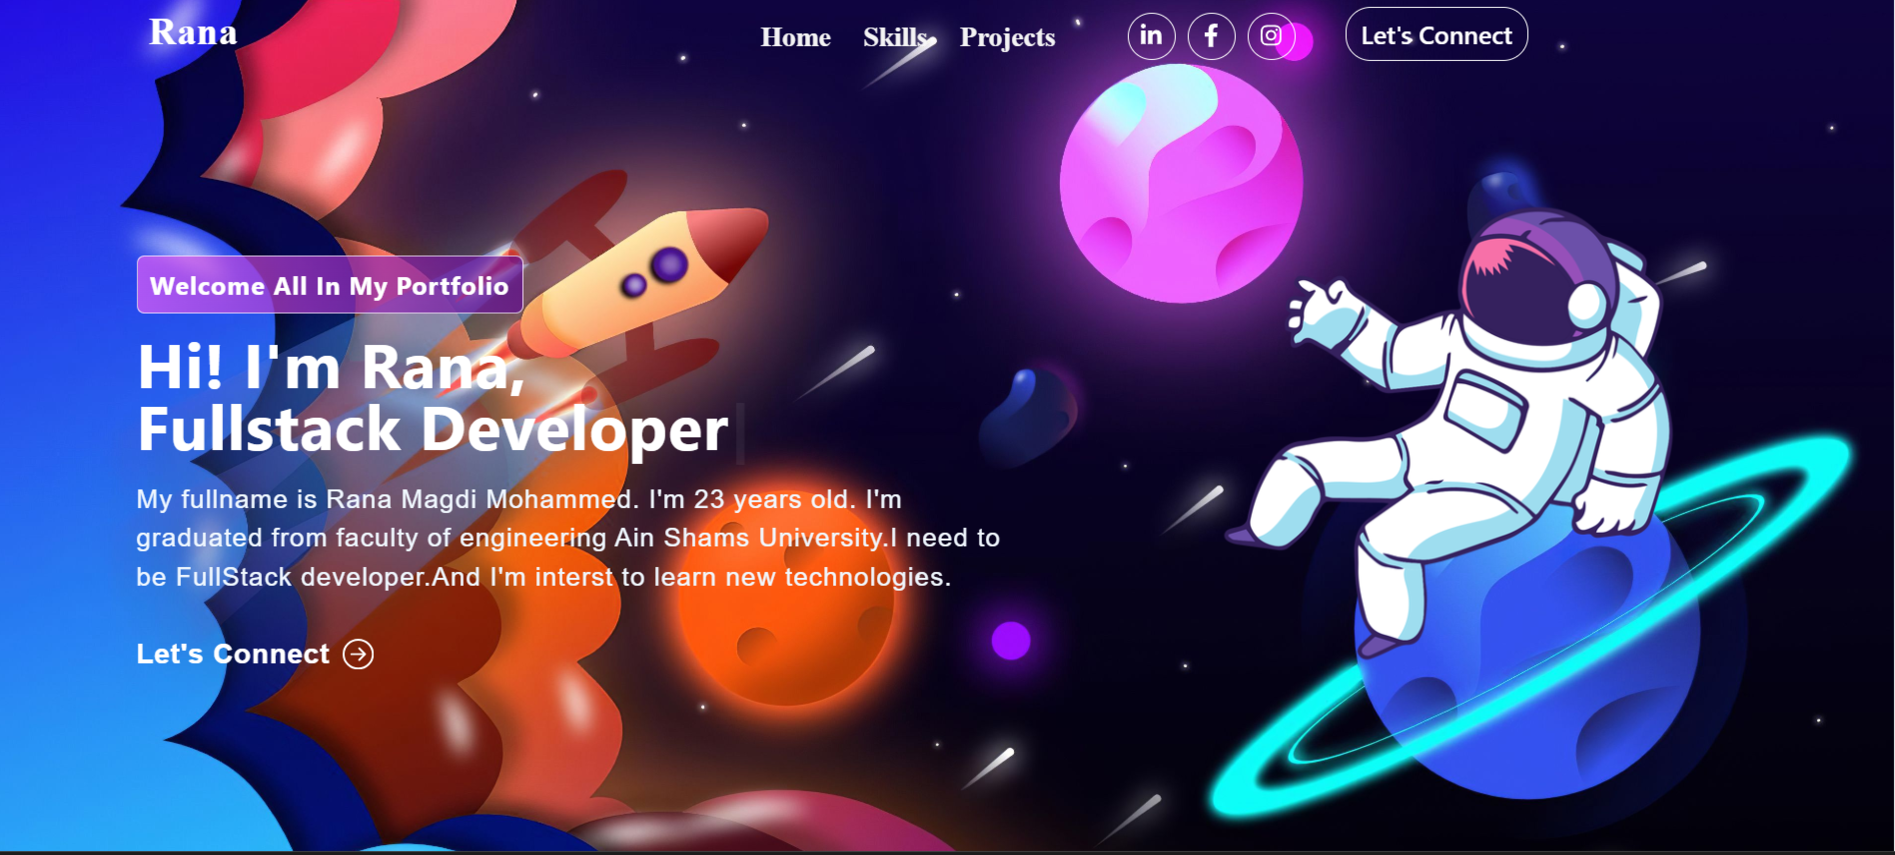 Rana
Home Skills Projects
Let's Connect
Welcome All In My Portfolio
Hi! I'm Rana,
Fullstack Developer
My fullname is Rana Magdi Mohammed. I'm 23 years old. I'm
graduated from faculty of engineering Ain Shams University.I need to
be FullStack developer.And I'm interst to learn new technologies.
Let's Connect